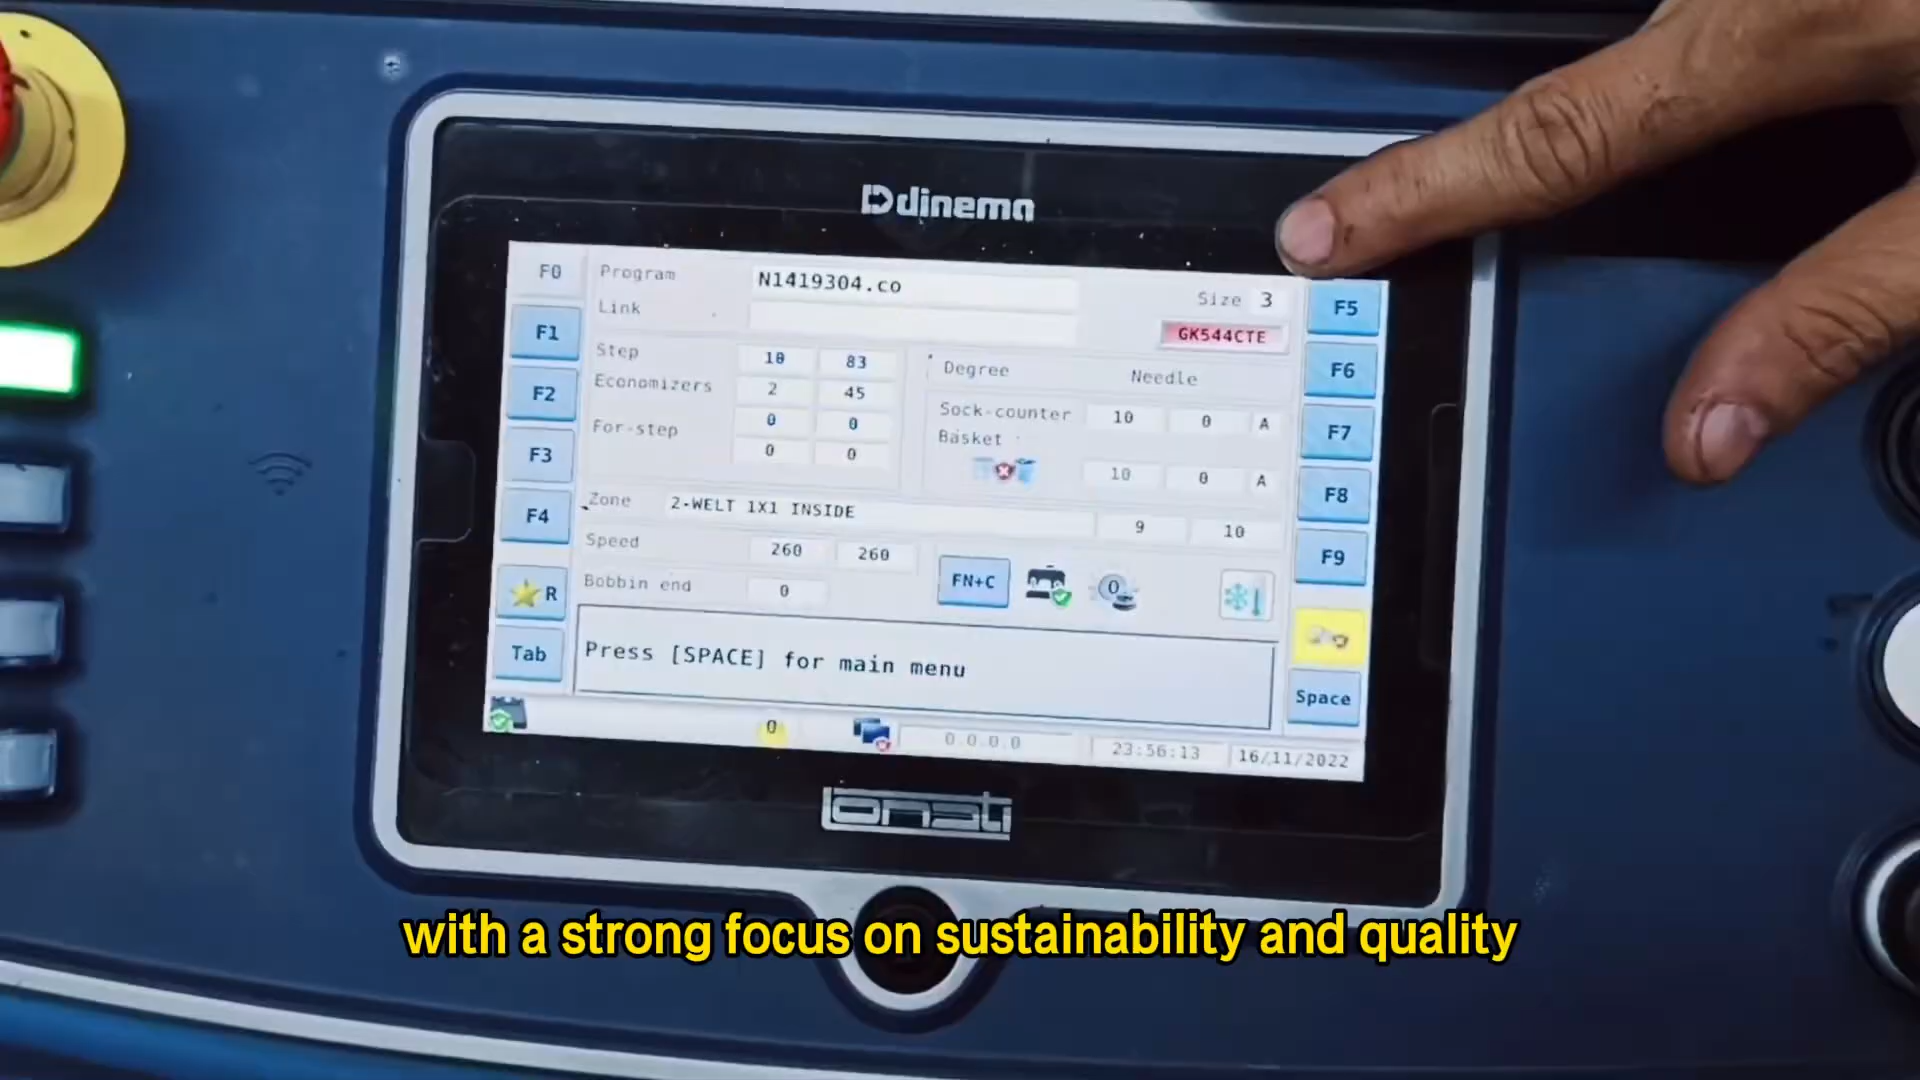 dinema
F0 Program N1419304.co Size 3 F5
F1 Link GK544CTE
Step 10 83 Degree Needle F6
F2 Economizers 2 45
Sock-counter 10 0 A F7
For-step 0 0 Basket
F3 0 0 10 0 A F8
F4 Zone 2-WELT 1X1 INSIDE 9 10
Speed 260 260 FN+C 0 F9
R Bobbin end 0
Tab Press [SPACE] for main menu Space
0 0.0.0.0 23:56:13 16/11/2022
lonati
with a strong focus on sustainability and quality